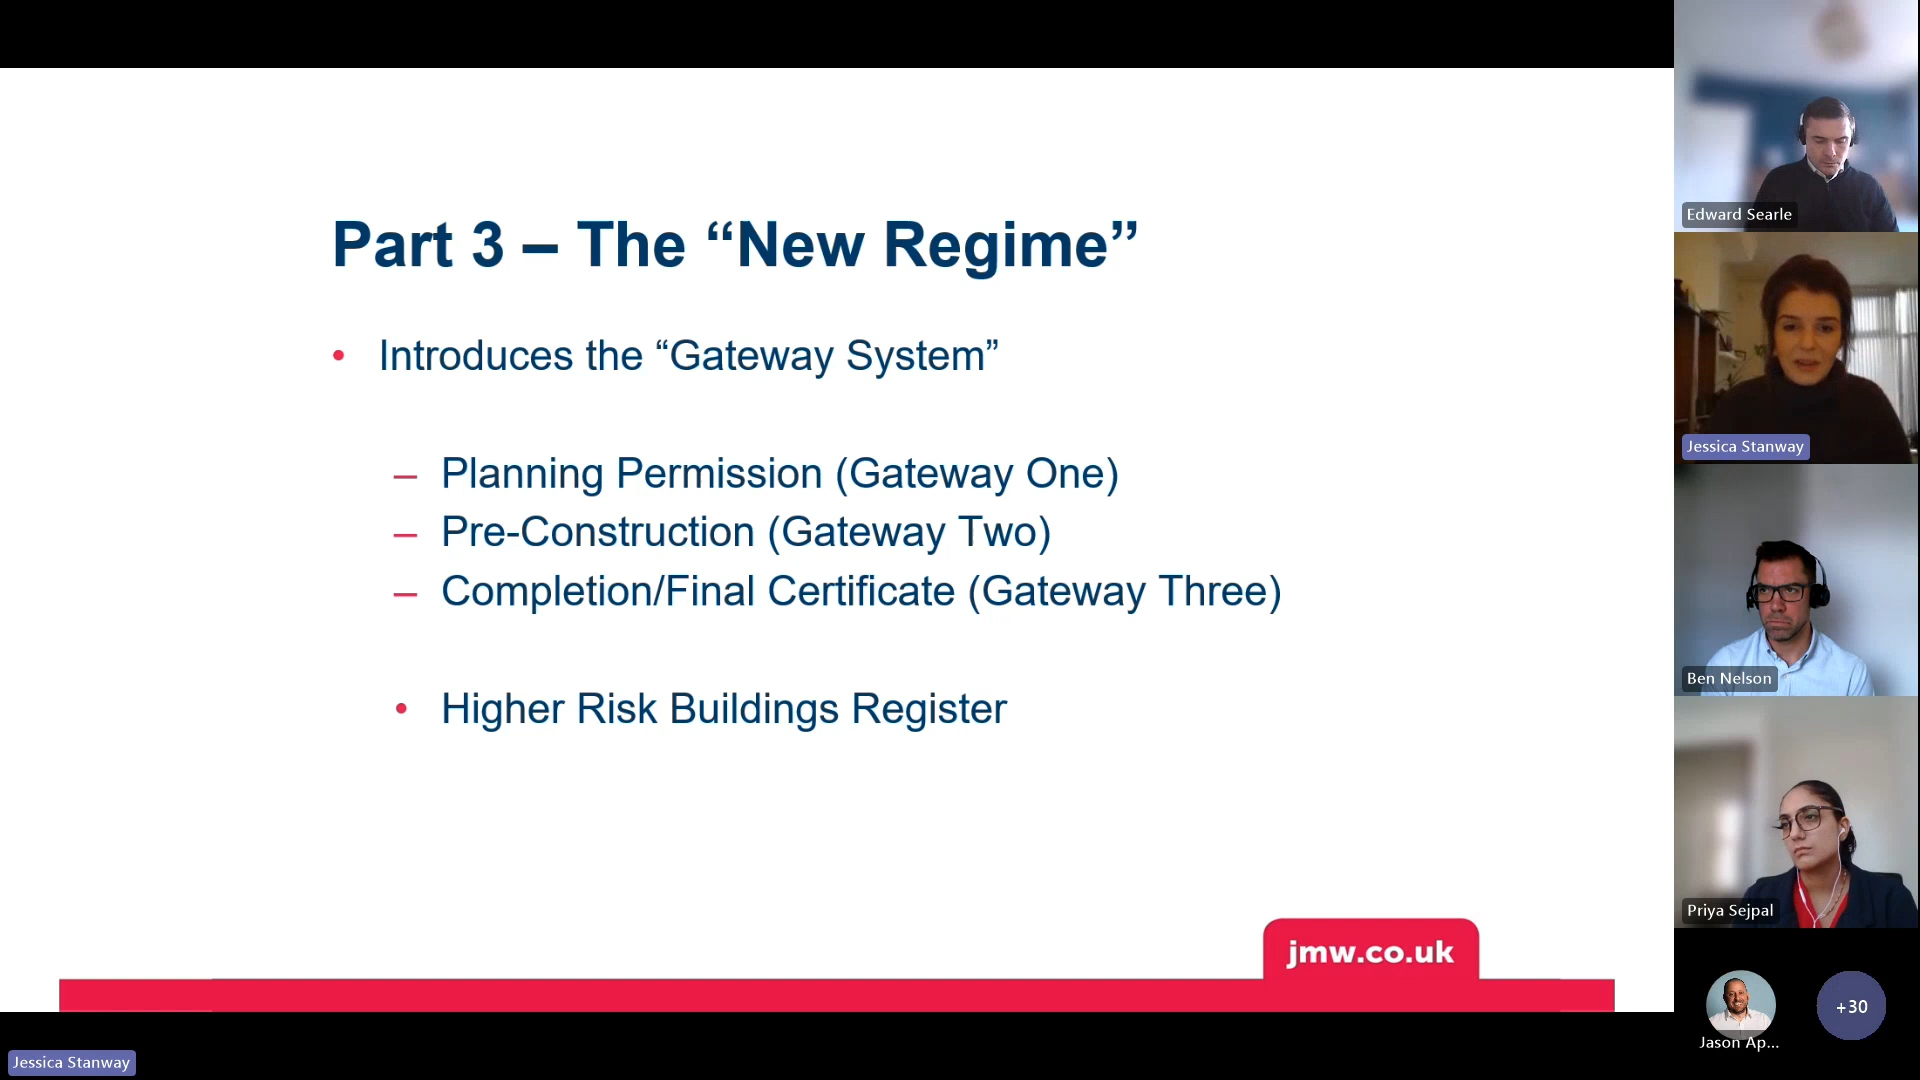 Part 3 – The “New Regime”
• Introduces the “Gateway System”
– Planning Permission (Gateway One)
– Pre-Construction (Gateway Two)
– Completion/Final Certificate (Gateway Three)
• Higher Risk Buildings Register
jmw.co.uk
Edward Searle
Jessica Stanway
Ben Nelson
Priya Sejpal
+30
Jason Ap...
Jessica Stanway